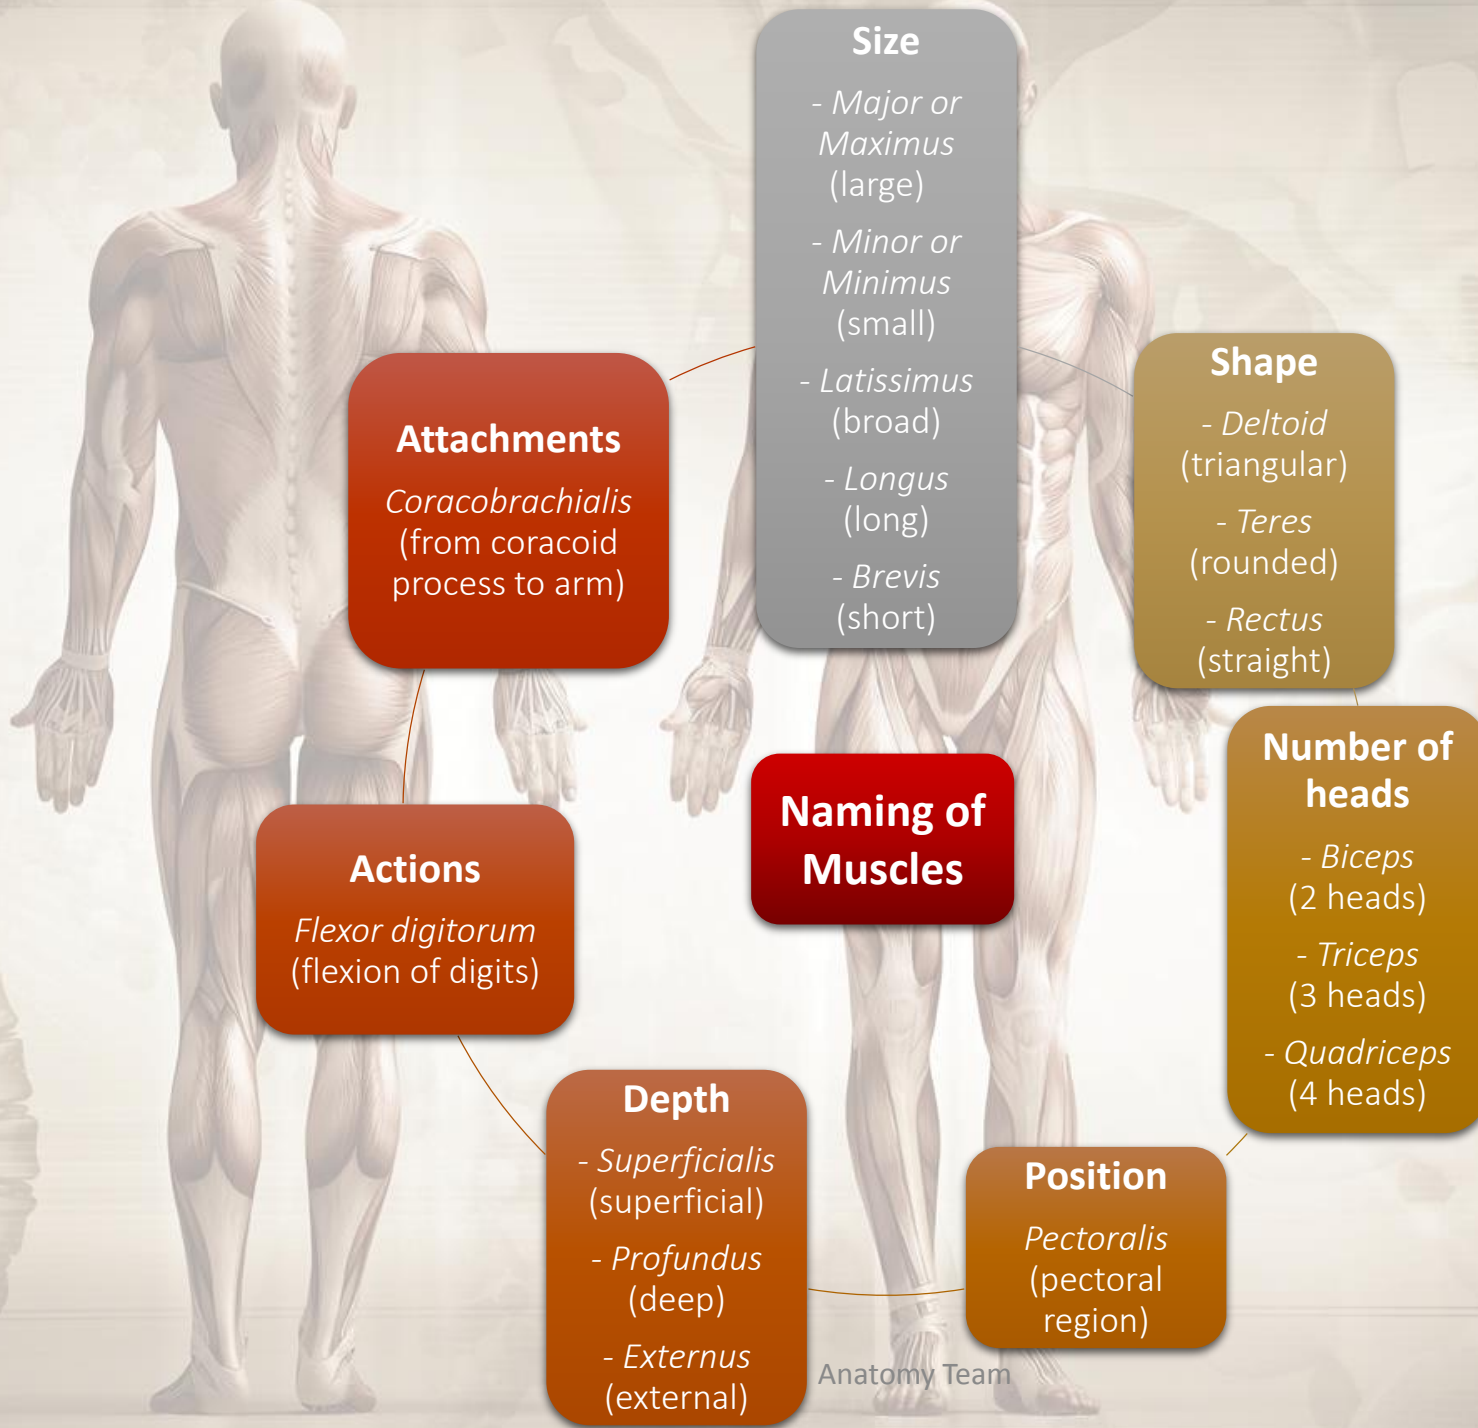 Size
- Major or
Maximus
(large)
- Minor or
Minimus
(small)
- Latissimus
(broad)
- Longus
(long)
- Brevis
(short)
Shape
- Deltoid
(triangular)
- Teres
(rounded)
- Rectus
(straight)
Number of
heads
- Biceps
(2 heads)
- Triceps
(3 heads)
- Quadriceps
(4 heads)
Position
Pectoralis
(pectoral
region)
Depth
- Superficialis
(superficial)
- Profundus
(deep)
- Externus
(external)
Actions
Flexor digitorum
(flexion of digits)
Attachments
Coracobrachialis
(from coracoid
process to arm)
Naming of
Muscles
Anatomy Team